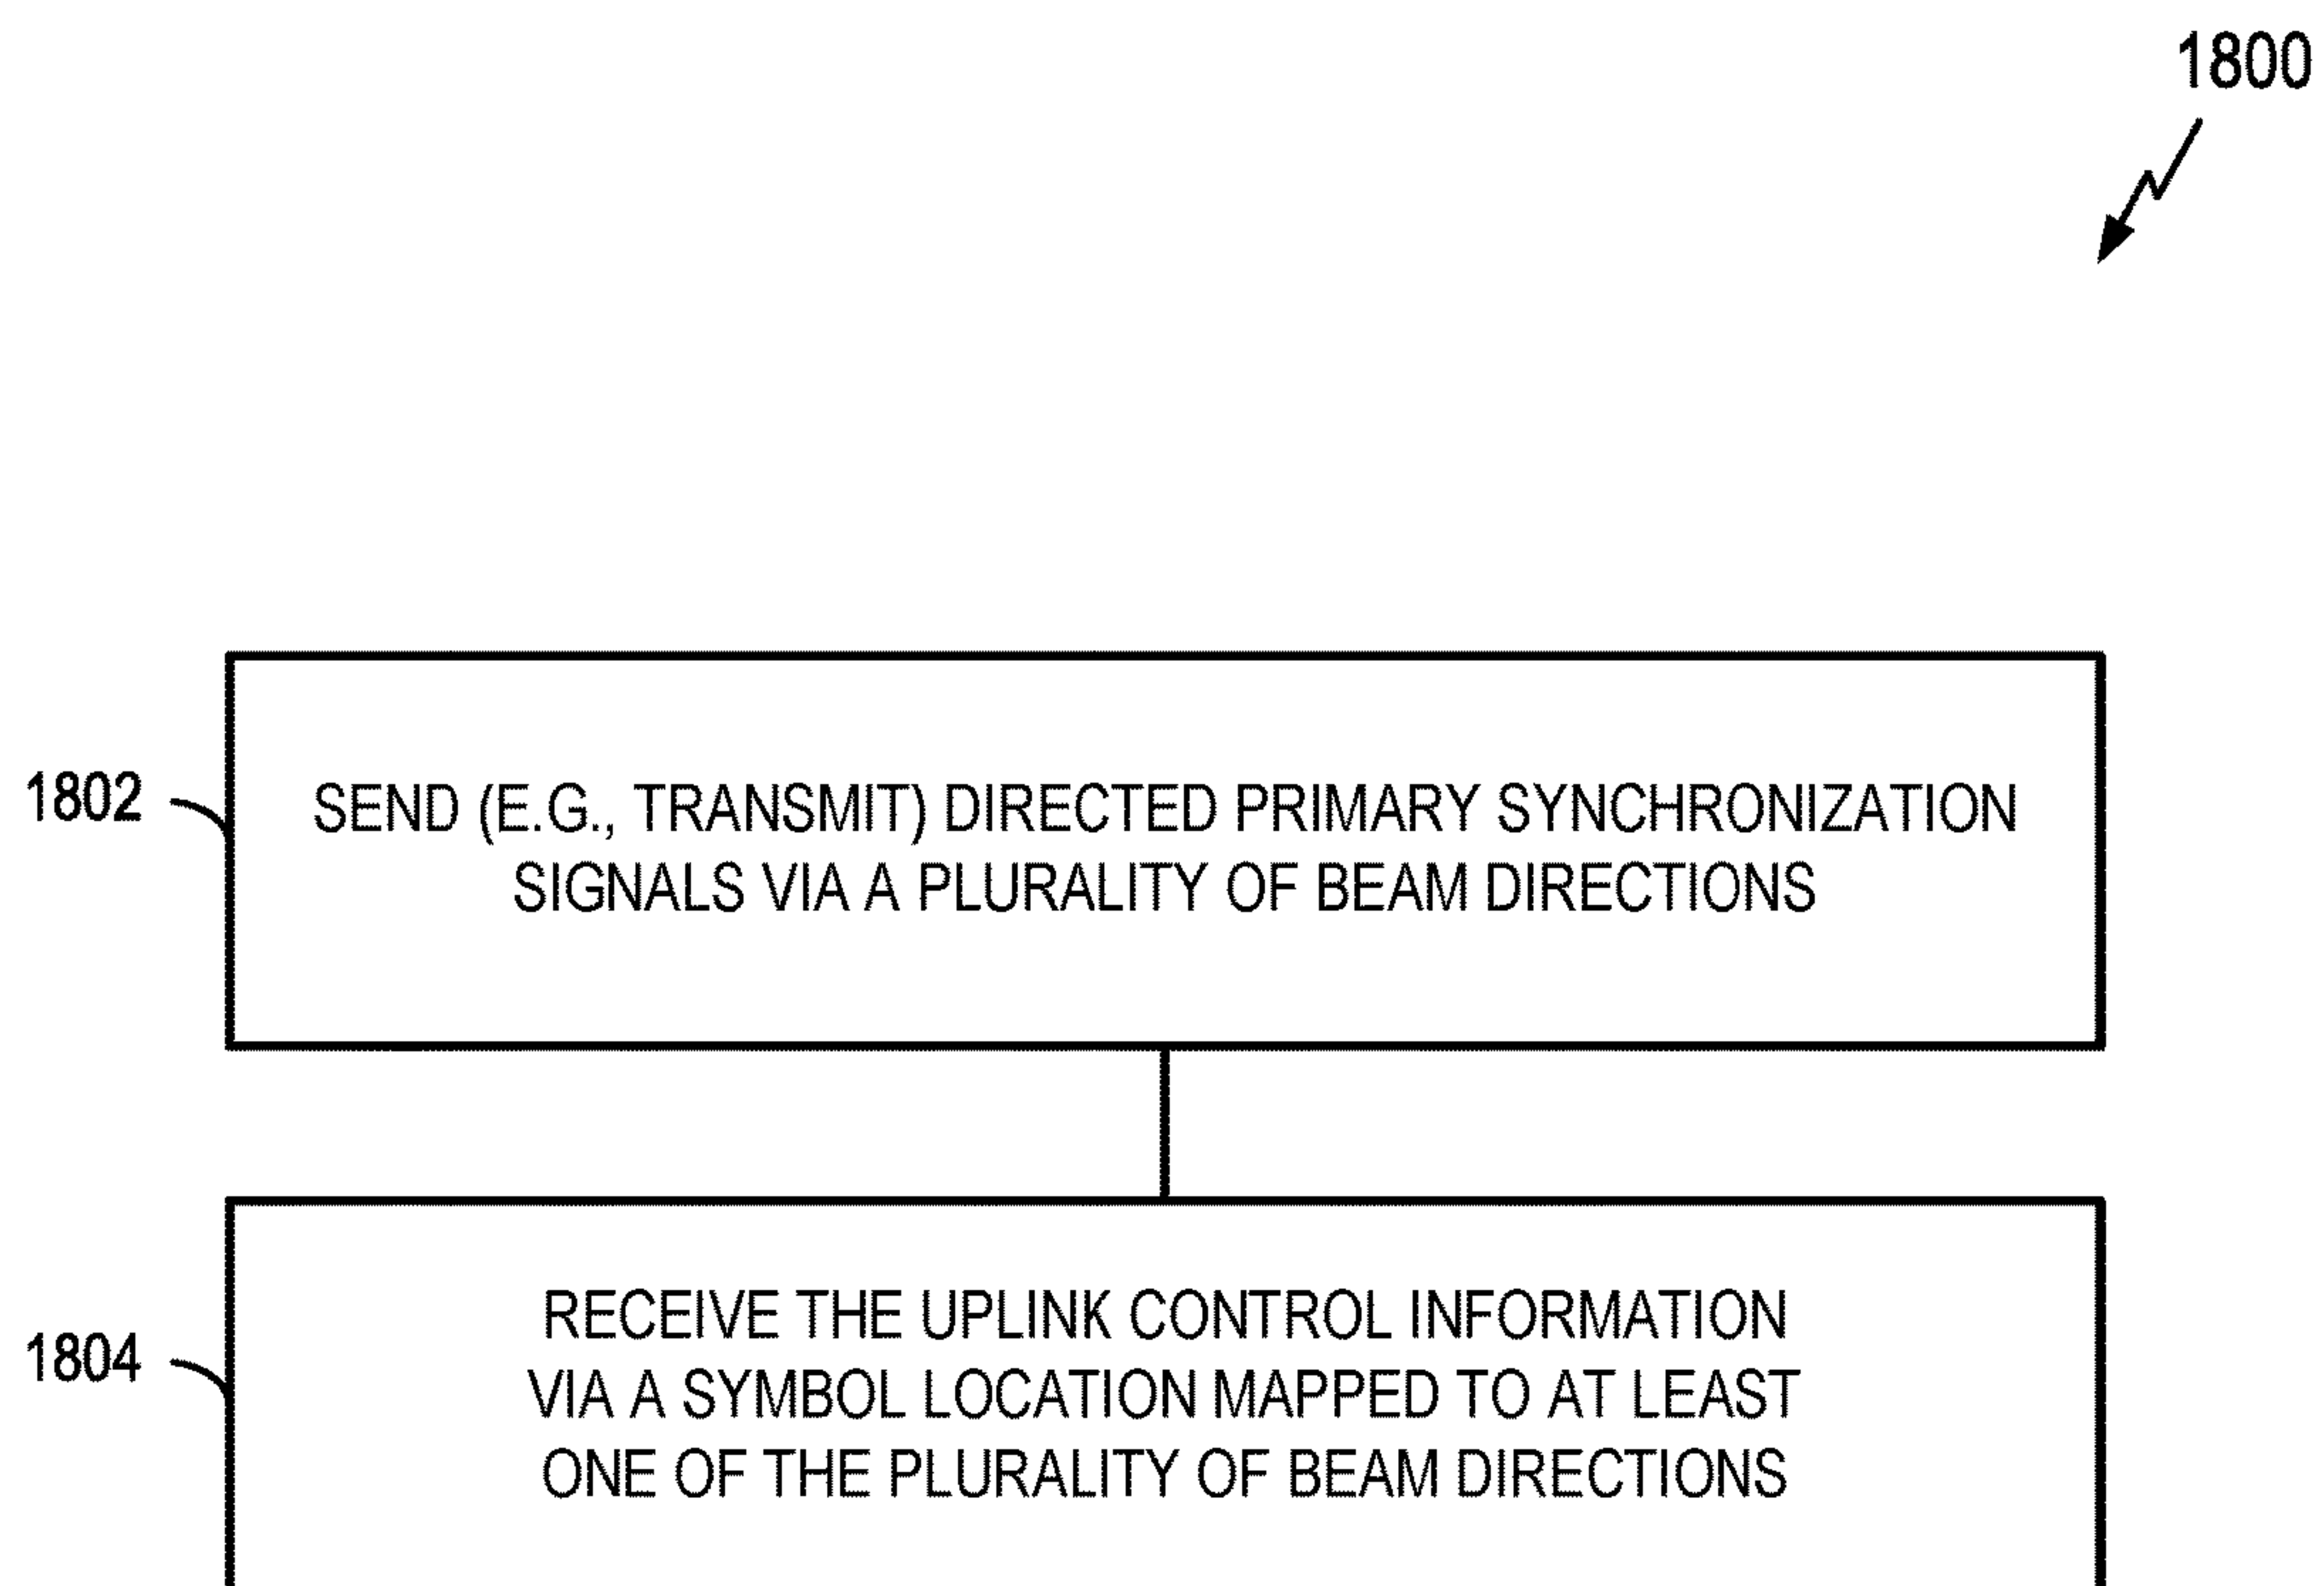 1800
1802
SEND (E.G., TRANSMIT) DIRECTED PRIMARY SYNCHRONIZATION
SIGNALS VIA A PLURALITY OF BEAM DIRECTIONS
1804
RECEIVE THE UPLINK CONTROL INFORMATION
VIA A SYMBOL LOCATION MAPPED TO AT LEAST
ONE OF THE PLURALITY OF BEAM DIRECTIONS